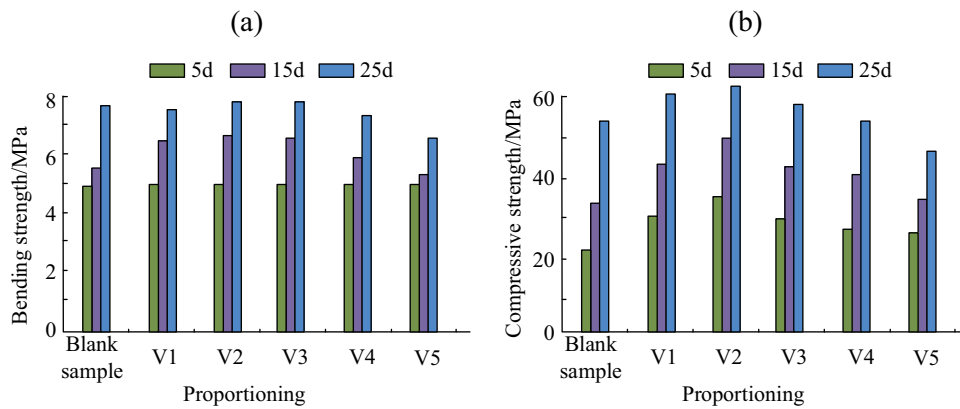 (a)
5d 15d 25d
Bending strength/MPa
8
6
4
2
0
Blank sample V1 V2 V3 V4 V5
Proportioning
(b)
5d 15d 25d
Compressive strength/MPa
60
40
20
0
Blank sample V1 V2 V3 V4 V5
Proportioning